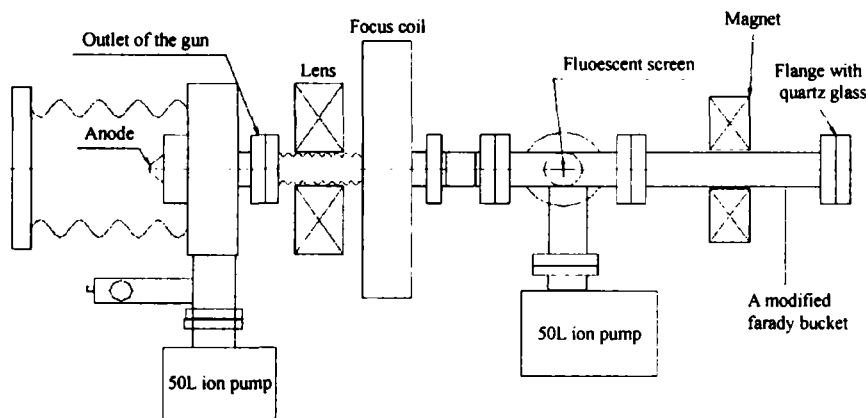 Focus coil
Magnet
Outlet of the gun
Lens
Fluoescent screen
Flange with
quartz glass
Anode
A modified
farady bucket
50L ion pump
50L ion pump